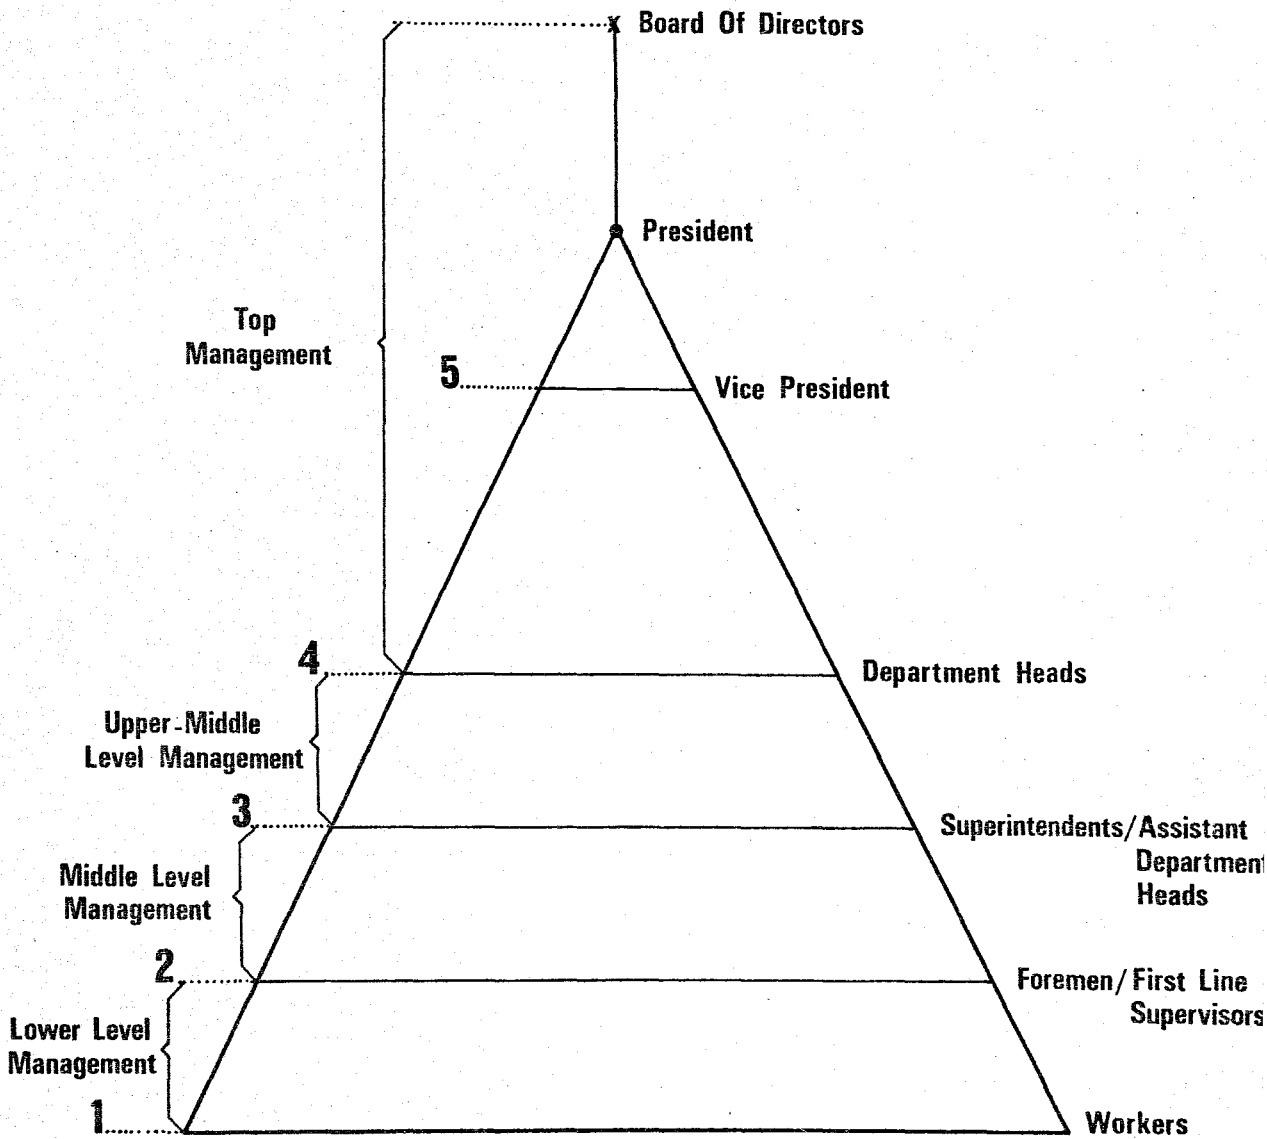 Board Of Directors
President
Top
Management
5
Vice President
4
Department Heads
Upper-Middle
Level Management
3
Superintendents/Assistant
Department
Heads
Middle Level
Management
2
Foremen/First Line
Supervisors
Lower Level
Management
1
Workers